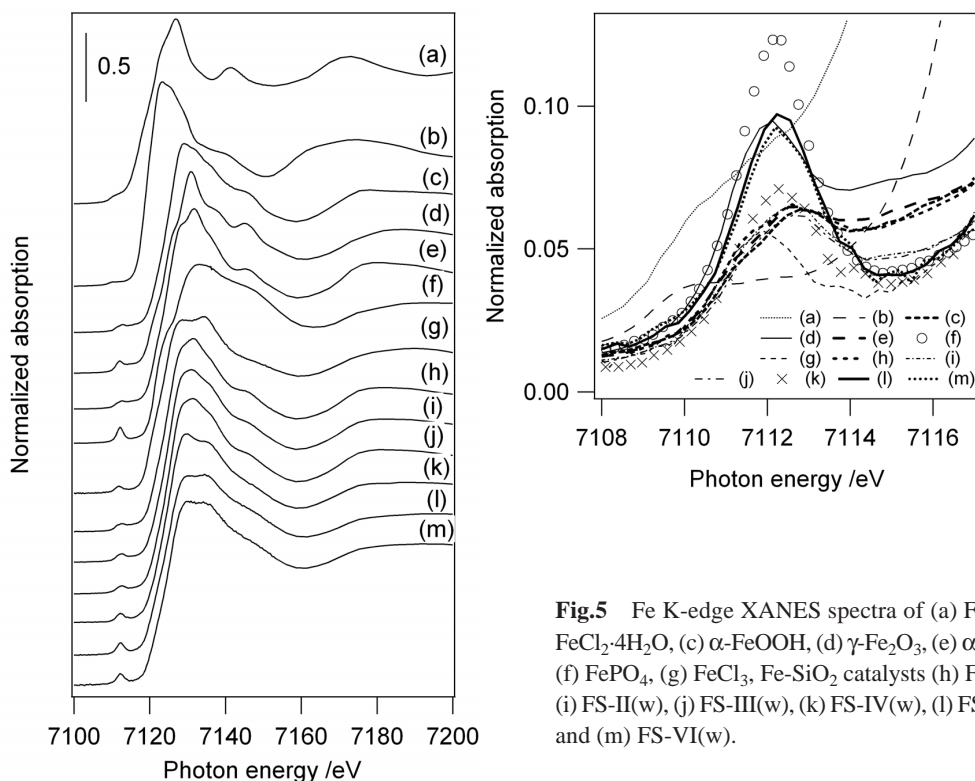 0.5
(a)
(b)
(c)
(d)
(e)
(f)
(g)
(h)
(i)
(j)
(k)
(l)
(m)
Normalized absorption
7100 7120 7140 7160 7180 7200
Photon energy /eV
Normalized absorption
0.10
0.05
0.00
(a) (b) (c)
(d) (e) (f)
(g) (h) (i)
(j) (k) (l) (m)
7108 7110 7112 7114 7116
Photon energy /eV
Fig.5 Fe K-edge XANES spectra of (a) F
FeCl2·4H2O, (c) α-FeOOH, (d) γ-Fe2O3, (e) α
(f) FePO4, (g) FeCl3, Fe-SiO2 catalysts (h) F
(i) FS-II(w), (j) FS-III(w), (k) FS-IV(w), (l) FS
and (m) FS-VI(w).